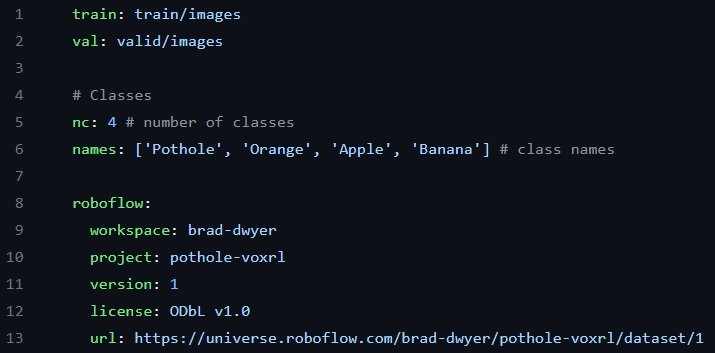 1 train: train/images
2 val: valid/images
3
4 # Classes
5 nc: 4 # number of classes
6 names: ['Pothole', 'Orange', 'Apple', 'Banana'] # class names
7
8 roboflow:
9   workspace: brad-dwyer
10   project: pothole-voxrl
11   version: 1
12   license: ODbL v1.0
13   url: https://universe.roboflow.com/brad-dwyer/pothole-voxrl/dataset/1